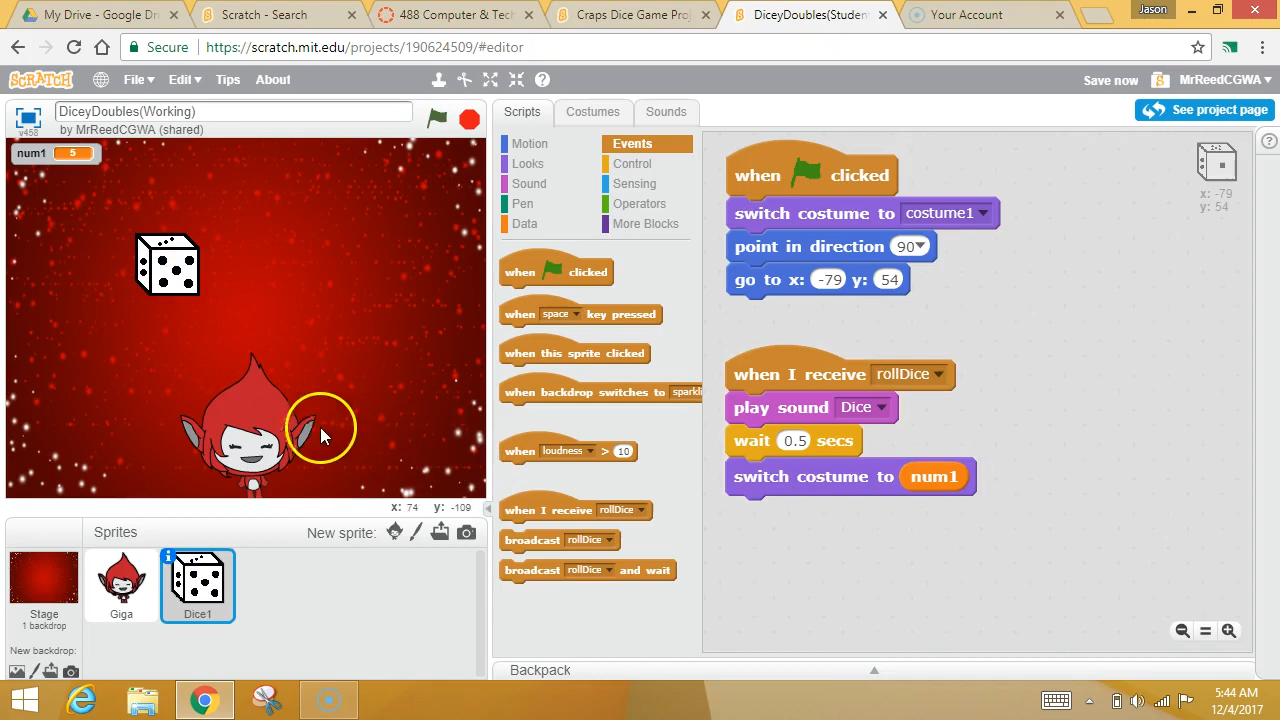 My Drive - Google Dri
Scratch - Search
488 Computer & Tech
Craps Dice Game Proj
DiceyDoubles(Student
Your Account
Jason
Secure
https://scratch.mit.edu/projects/190624509/#editor
SCRATCH
File
Edit
Tips
About
Save now
MrReedCGWA
DiceyDoubles(Working)
by MrReedCGWA (shared)
v458
Scripts
Costumes
Sounds
See project page
num1 5
Motion
Looks
Sound
Pen
Data
Events
Control
Sensing
Operators
More Blocks
when clicked
when space key pressed
when this sprite clicked
when backdrop switches to sparkli
when loudness > 10
when I receive rollDice
broadcast rollDice
broadcast rollDice and wait
when clicked
switch costume to costume1
point in direction 90
go to x: -79 y: 54
when I receive rollDice
play sound Dice
wait 0.5 secs
switch costume to num1
x: -79
y: 54
x: 74 y: -109
Sprites
New sprite:
Stage
1 backdrop
New backdrop:
Giga
Dice1
Backpack
5:44 AM
12/4/2017